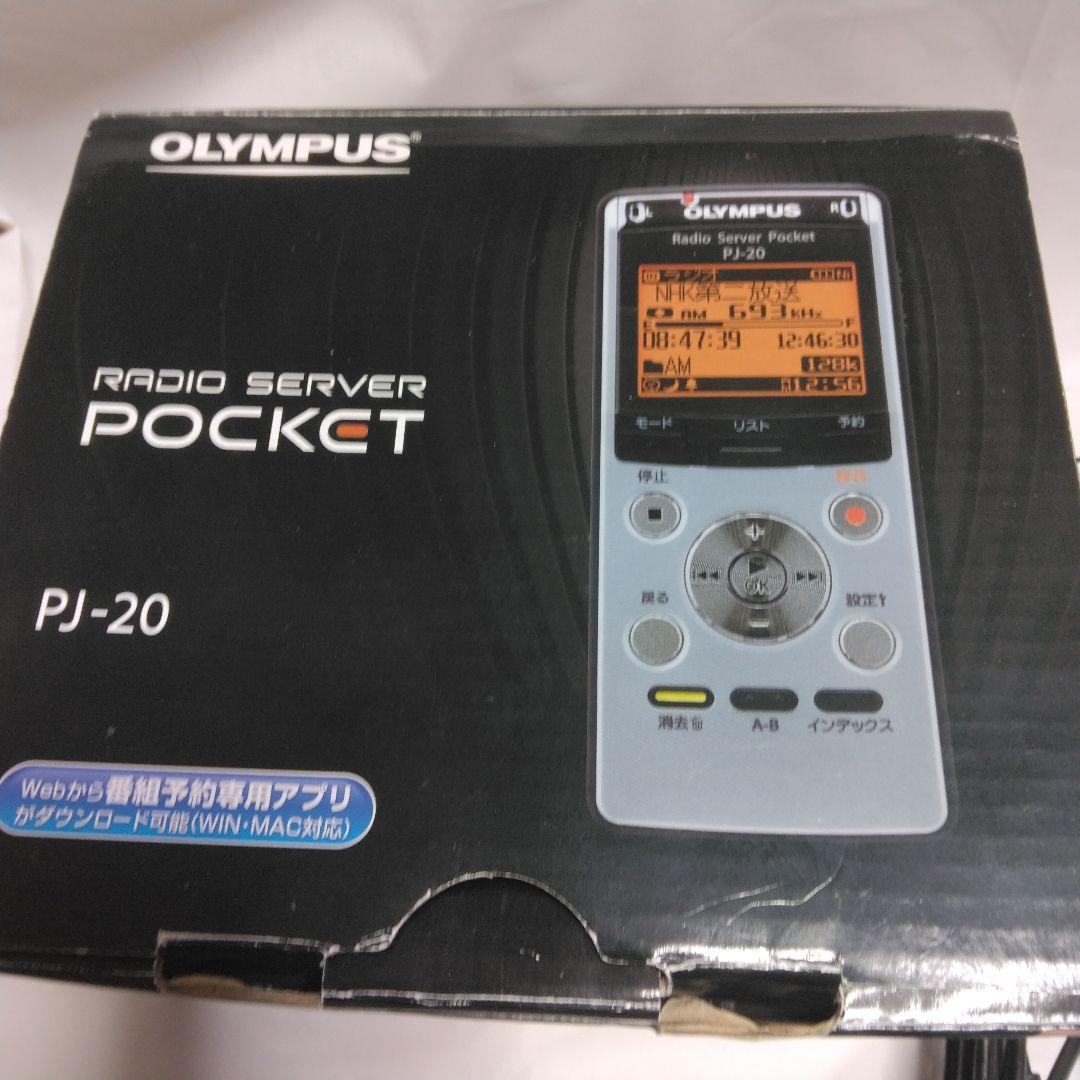 OLYMPUS®
RADIO SERVER
POCKET
PJ-20
Webから番組予約専用アプリ
がダウンロード可能(WIN・MAC対応)
L OLYMPUS R
Radio Server Pocket
PJ-20
ラジオ
NHK第二放送
AM 693kHz
E F
08:47:39 12:46:30
AM 128k
12:56
モード リスト 予約
停止 録音
OK
戻る 設定
消去 A-B インデックス